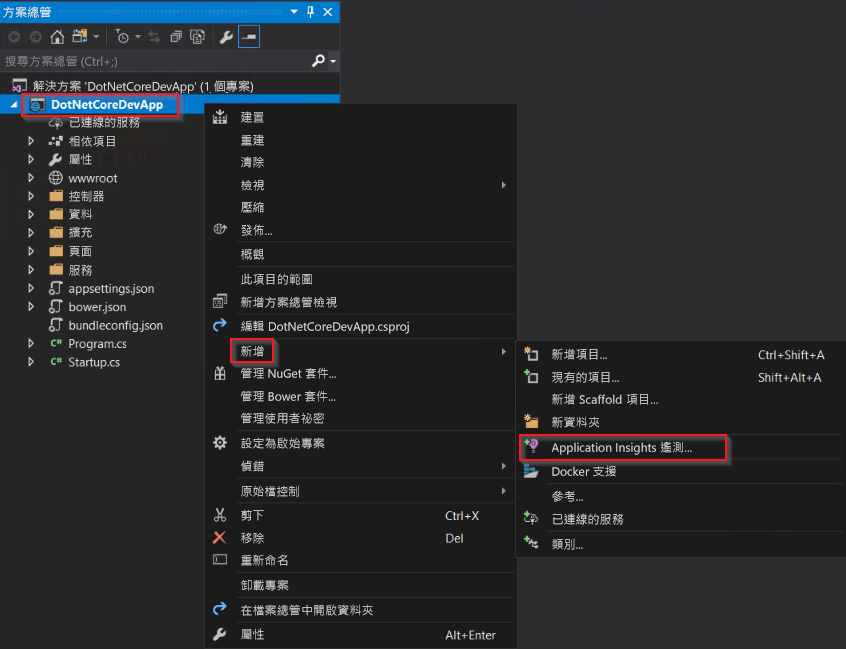 方案總管
搜尋方案總管 (Ctrl+;)
解決方案 'DotNetCoreDevApp' (1 個專案)
DotNetCoreDevApp
已連線的服務
相依項目
屬性
wwwroot
控制器
資料
擴充
頁面
服務
appsettings.json
bower.json
bundleconfig.json
C# Program.cs
C# Startup.cs
建置
重建
清除
檢視
壓縮
發佈...
概觀
此項目的範圍
新增方案總管檢視
編輯 DotNetCoreDevApp.csproj
新增
管理 NuGet 套件...
管理 Bower 套件...
管理使用者祕密
設定為啟始專案
偵錯
原始檔控制
剪下 Ctrl+X
移除 Del
重新命名
卸載專案
在檔案總管中開啟資料夾
屬性 Alt+Enter
新增項目... Ctrl+Shift+A
現有的項目... Shift+Alt+A
新增 Scaffold 項目...
新資料夾
Application Insights 遙測...
Docker 支援
參考...
已連線的服務
類別...